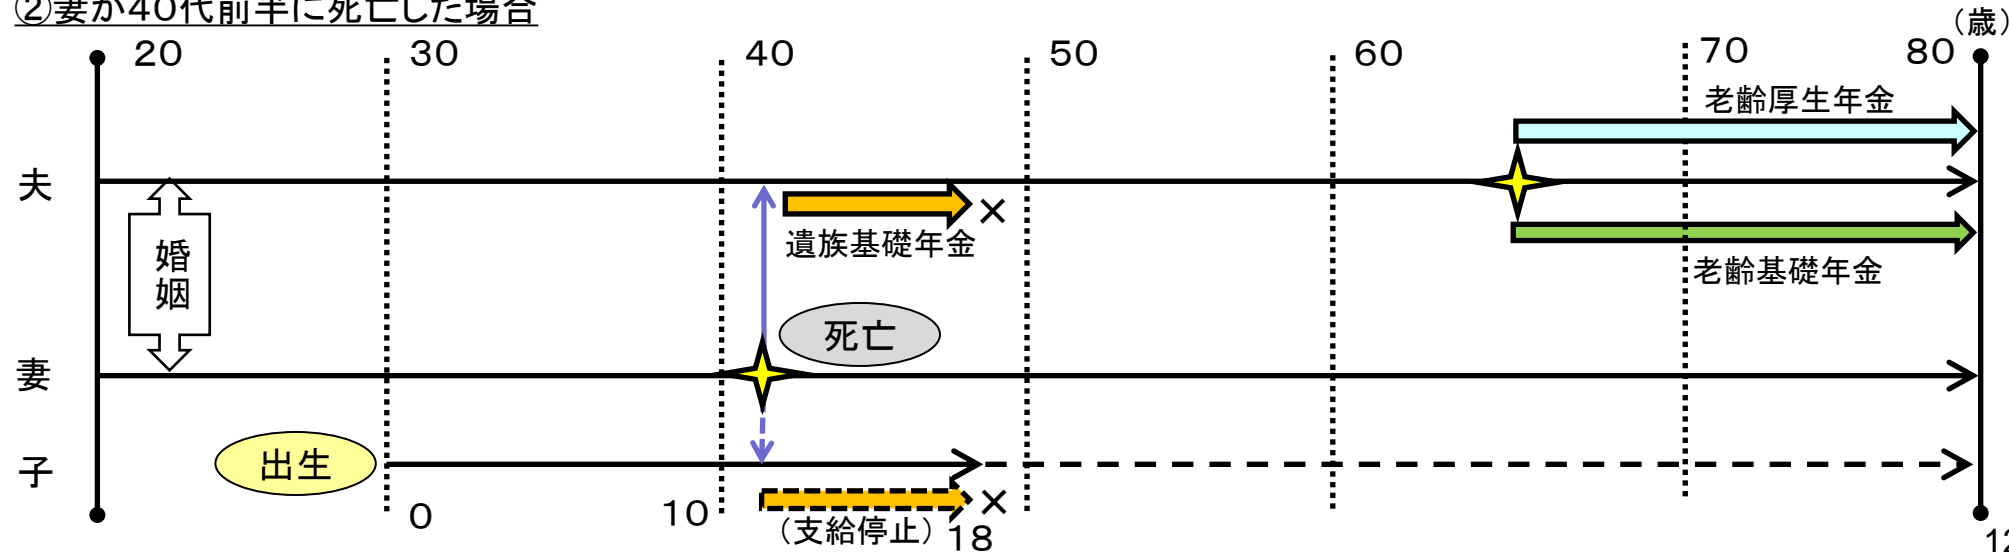 ②妻が40代前半に死亡した場合
(歳)
20 30 40 50 60 70 80
老齢厚生年金
夫
遺族基礎年金
×
婚姻
老齢基礎年金
死亡
妻
出生
子
0 10 (支給停止) 18
×
12